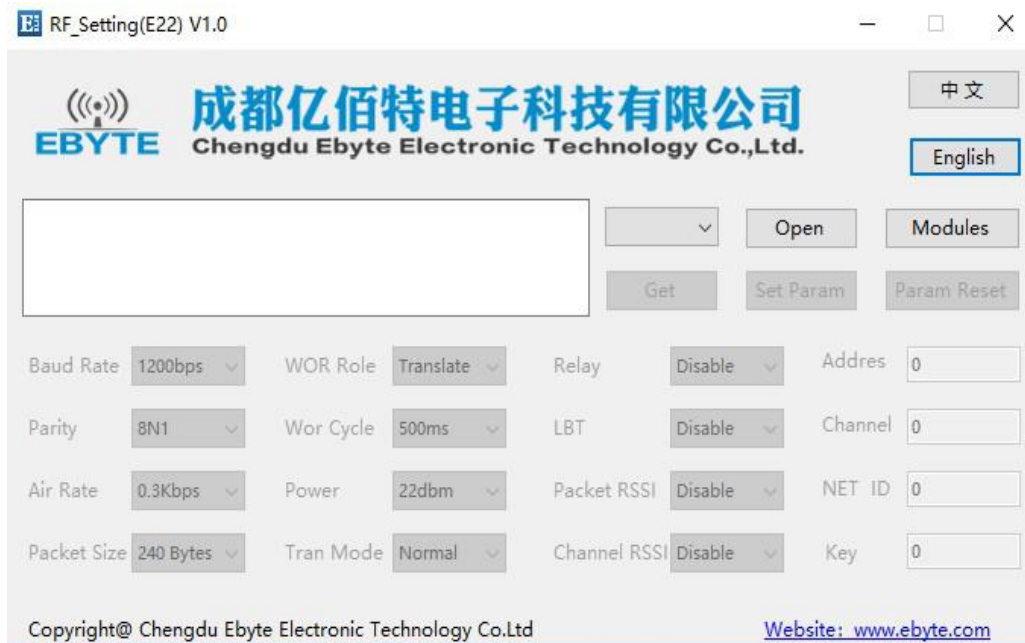 RF_Setting(E22) V1.0
中文
EBYTE
成都亿佰特电子科技有限公司
Chengdu Ebyte Electronic Technology Co.,Ltd.
English
Open
Modules
Get
Set Param
Param Reset
Baud Rate 1200bps WOR Role Translate Relay Disable Addres 0
Parity 8N1 Wor Cycle 500ms LBT Disable Channel 0
Air Rate 0.3Kbps Power 22dbm Packet RSSI Disable NET ID 0
Packet Size 240 Bytes Tran Mode Normal Channel RSSI Disable Key 0
Copyright@ Chengdu Ebyte Electronic Technology Co.Ltd
Website: www.ebyte.com